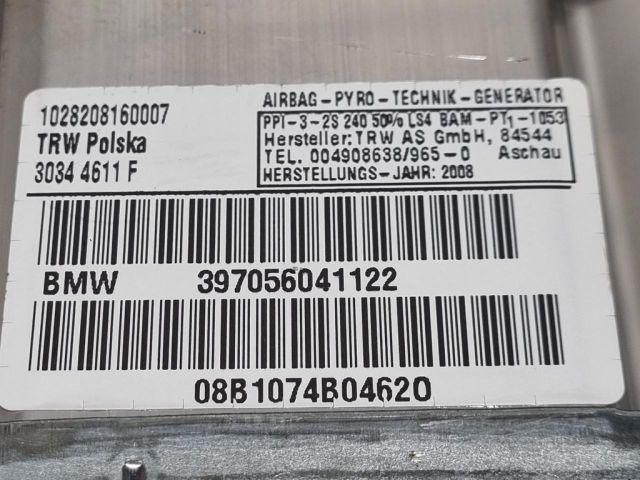 1028208160007
TRW Polska
3034 4611 F
AIRBAG-PYRO-TECHNIK-GENERATOR
PPI-3-2S 240 50% LS4 BAM-PT1-1053
Hersteller: TRW AS GmbH, 84544
TEL. 004908638/965-0 Aschau
HERSTELLUNGS-JAHR: 2008
BMW 397056041122
08B1074B0462O